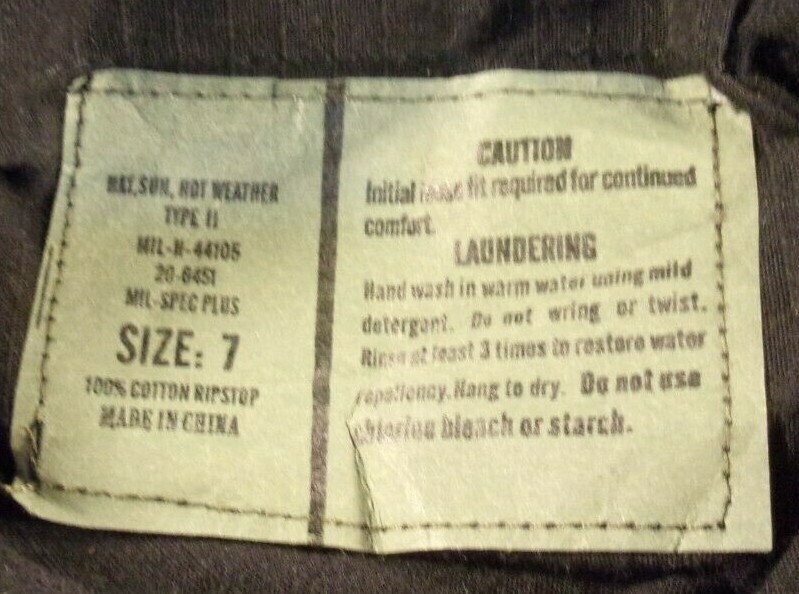 HAT, SUN, HOT WEATHER
TYPE II
MIL-H-44105
20-6451
MIL-SPEC PLUS
SIZE: 7
100% COTTON RIPSTOP
MADE IN CHINA
CAUTION
Initial loose fit required for continued
comfort.
LAUNDERING
Hand wash in warm water using mild
detergent. Do not wring or twist.
Rinse at least 3 times to restore water
repellency. Hang to dry. Do not use
chlorine bleach or starch.